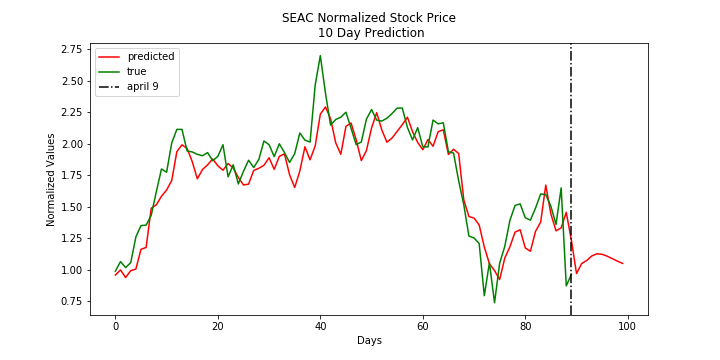 SEAC Normalized Stock Price
10 Day Prediction
predicted
true
april 9
2.75
2.50
2.25
2.00
1.75
1.50
1.25
1.00
0.75
Normalized Values
0
20
40
60
80
100
Days